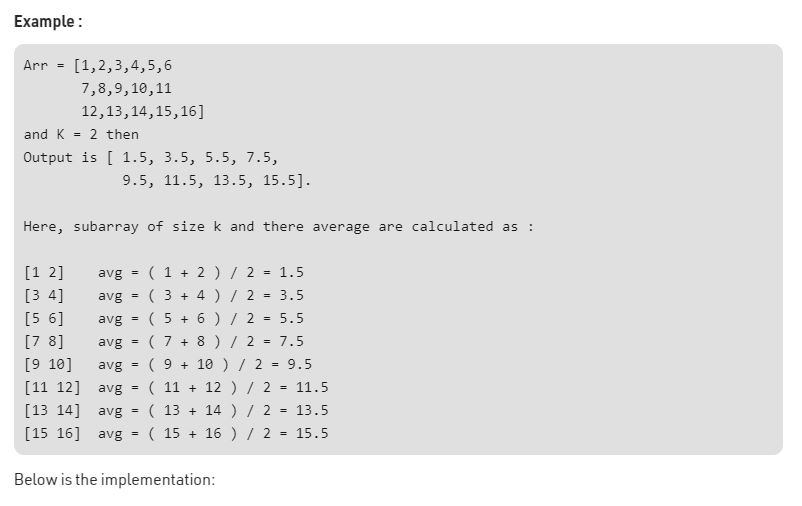 Example :
Arr = [1,2,3,4,5,6
7,8,9,10,11
12,13,14,15,16]
and K = 2 then
Output is [ 1.5, 3.5, 5.5, 7.5,
9.5, 11.5, 13.5, 15.5].
Here, subarray of size k and there average are calculated as :
[1 2]    avg = ( 1 + 2 ) / 2 = 1.5
[3 4]    avg = ( 3 + 4 ) / 2 = 3.5
[5 6]    avg = ( 5 + 6 ) / 2 = 5.5
[7 8]    avg = ( 7 + 8 ) / 2 = 7.5
[9 10]   avg = ( 9 + 10 ) / 2 = 9.5
[11 12]  avg = ( 11 + 12 ) / 2 = 11.5
[13 14]  avg = ( 13 + 14 ) / 2 = 13.5
[15 16]  avg = ( 15 + 16 ) / 2 = 15.5
Below is the implementation: